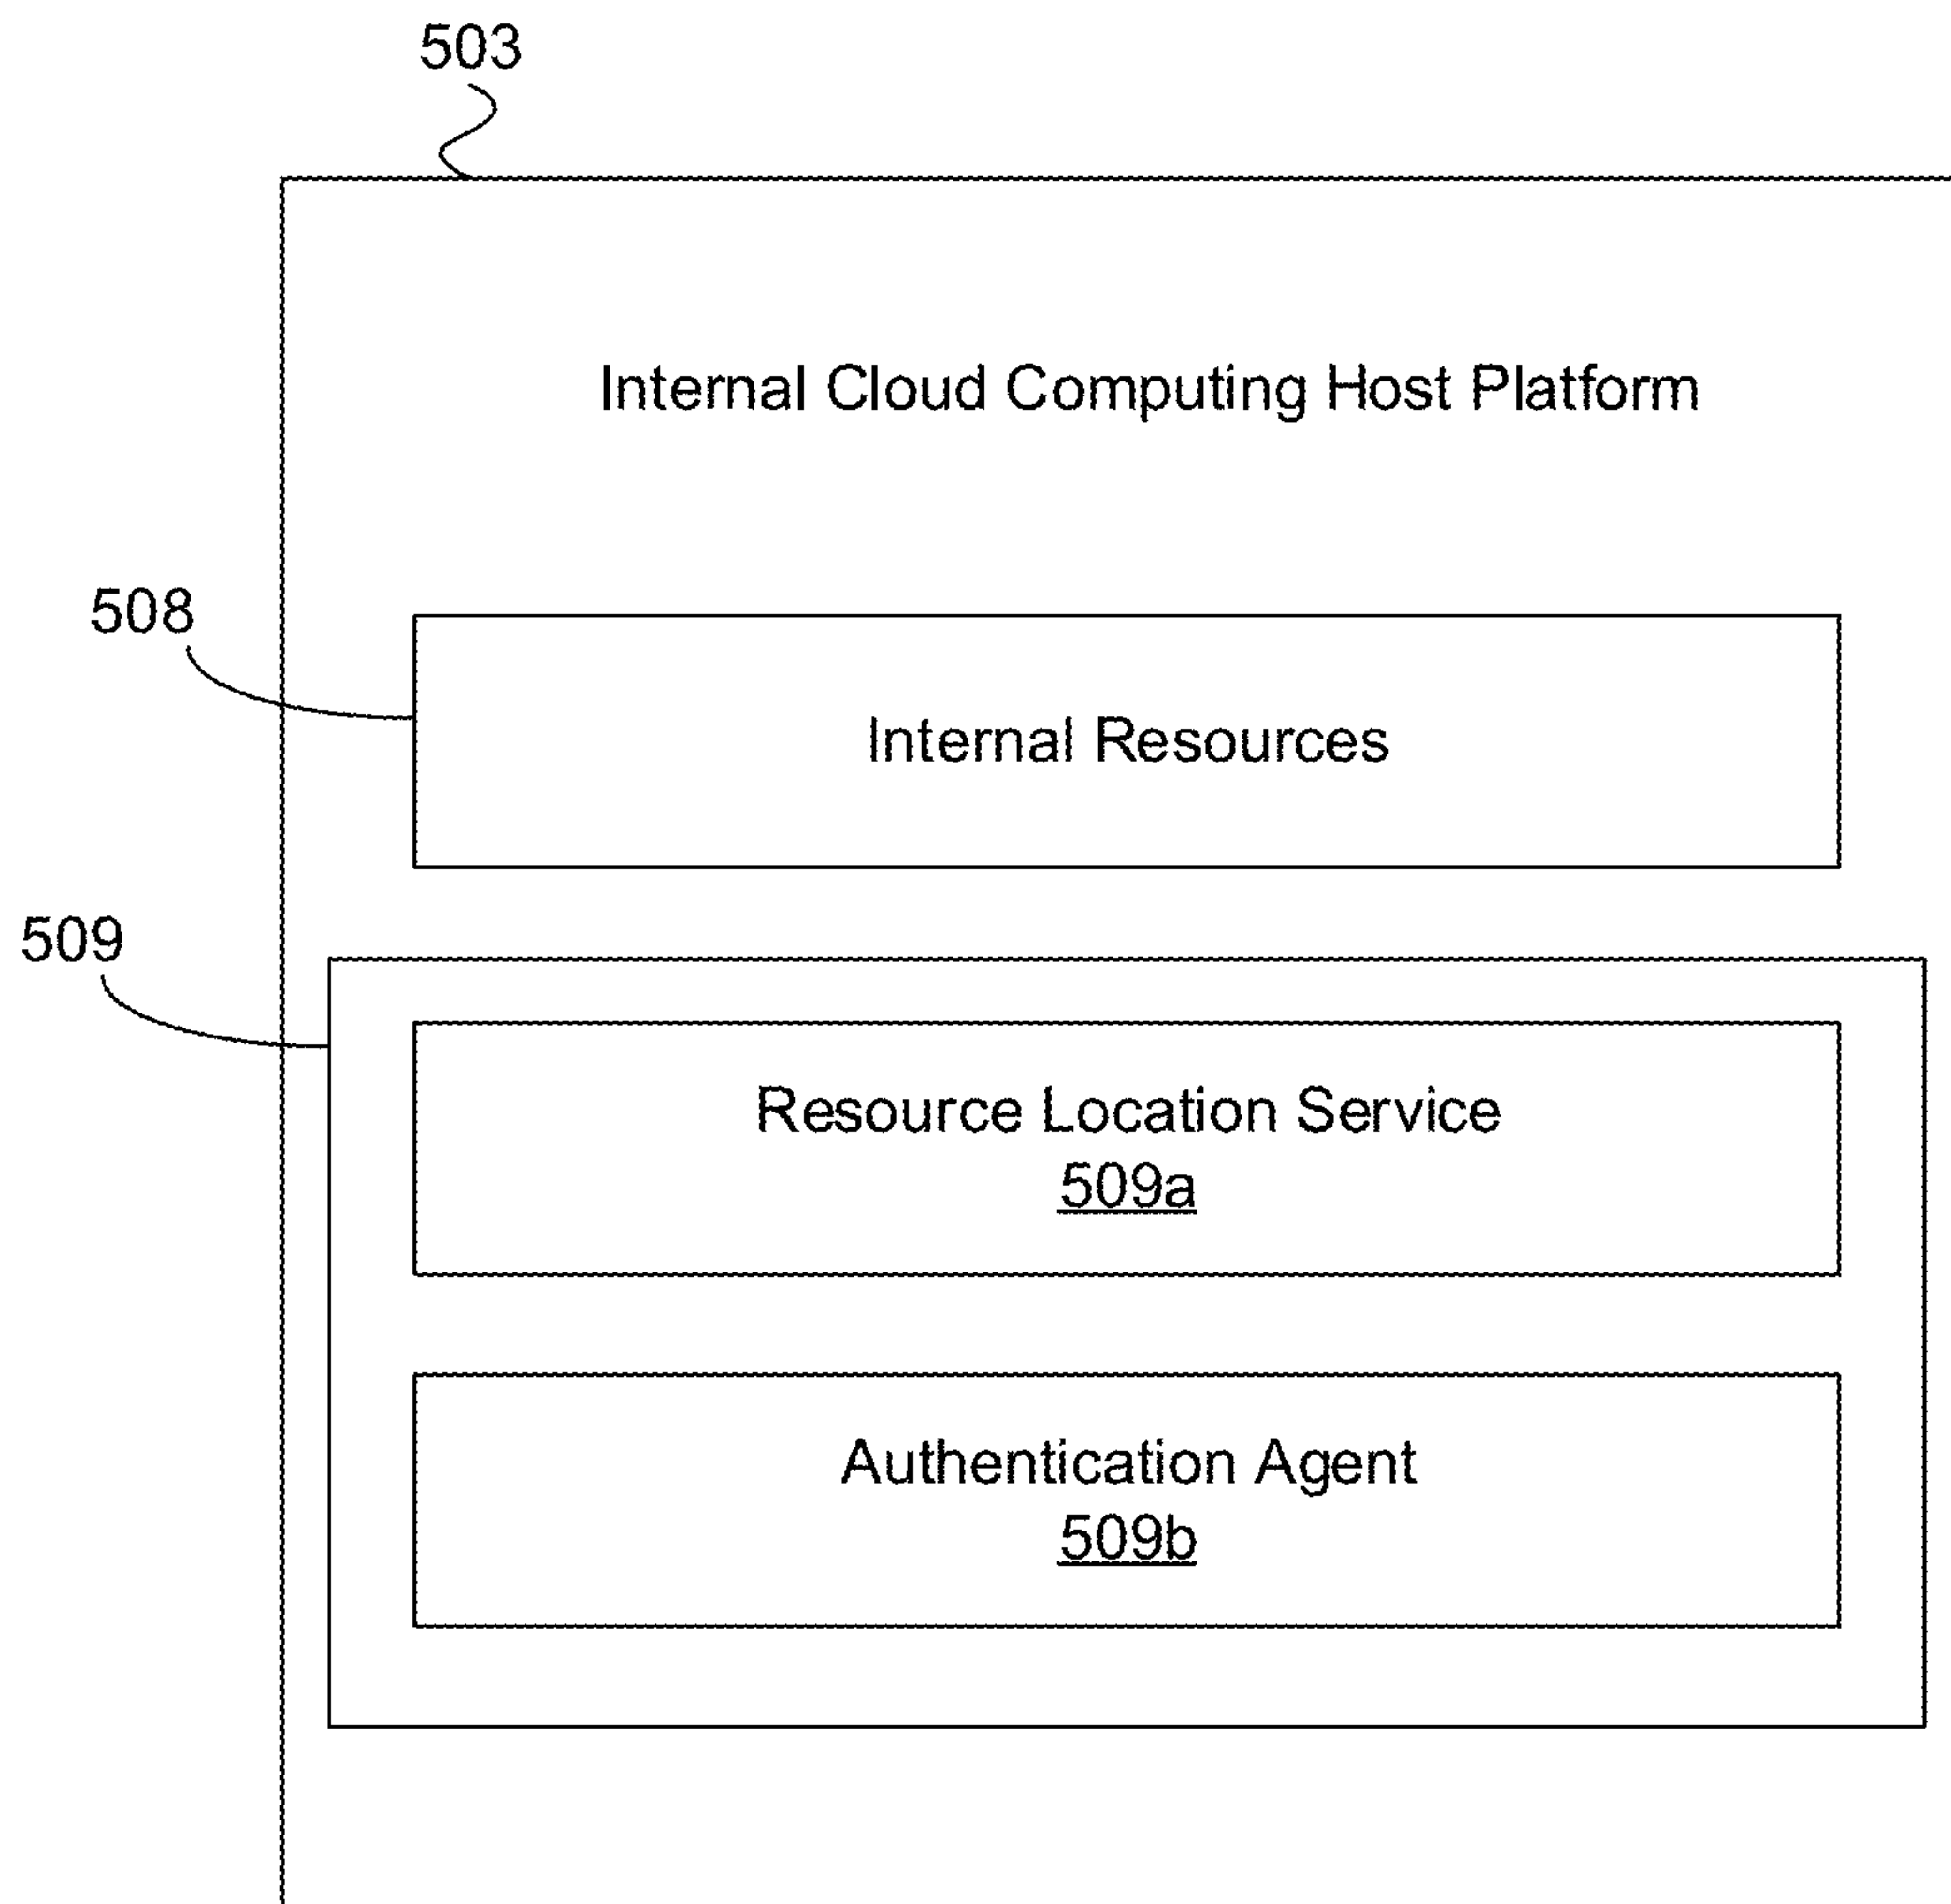 503
Internal Cloud Computing Host Platform
508
Internal Resources
509
Resource Location Service
509a
Authentication Agent
509b